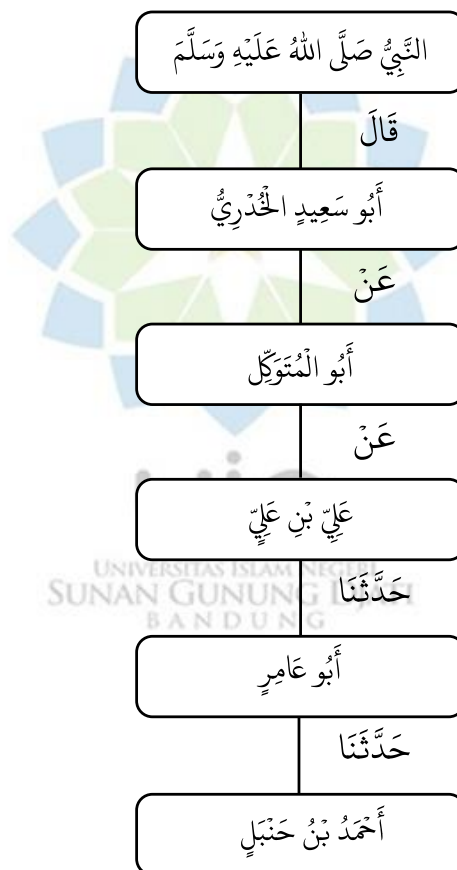 النَّبِيُّ صَلَّى اللهُ عَلَيْهِ وَسَلَّمَ
قَالَ
أَبُو سَعِيدٍ الْخُدْرِيُّ
عَنْ
أَبُو الْمُتَوَكِّل
عَنْ
عَلِيّ بْنِ عَلِيٍّ
UNIVERSITAS ISLAM NEGERI
حَدَّثَنَا
SUNAN GUNUNG DJATI
BANDUNG
أَبُو عَامِرٍ
حَدَّثَنَا
أَحْمَدُ بْنُ حَنْبَلٍ